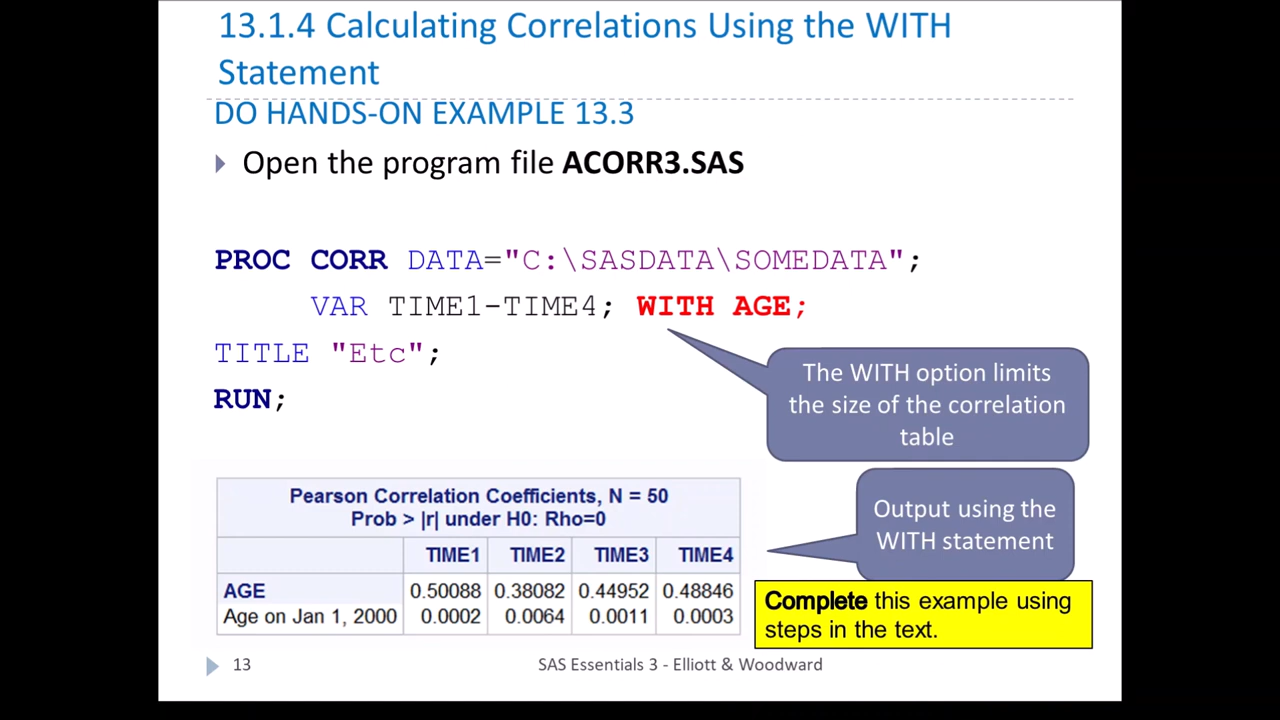 13.1.4 Calculating Correlations Using the WITH
Statement
DO HANDS-ON EXAMPLE 13.3
Open the program file ACORR3.SAS
PROC CORR DATA="C:\SASDATA\SOMEDATA";
VAR TIME1-TIME4; WITH AGE;
TITLE "Etc";
RUN;
The WITH option limits
the size of the correlation
table
Pearson Correlation Coefficients, N = 50
Prob > |r| under H0: Rho=0
TIME1 TIME2 TIME3 TIME4
AGE 0.50088 0.38082 0.44952 0.48846
Age on Jan 1, 2000 0.0002 0.0064 0.0011 0.0003
Output using the
WITH statement
Complete this example using
steps in the text.
13 SAS Essentials 3 - Elliott & Woodward